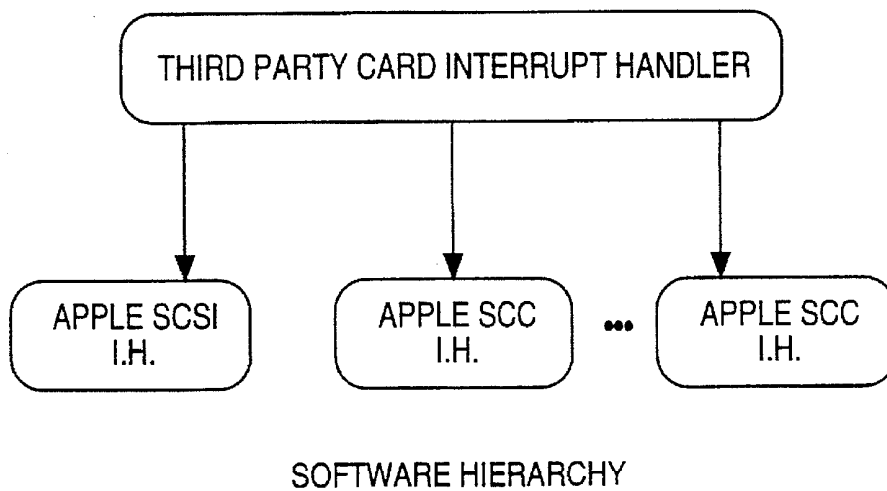 THIRD PARTY CARD INTERRUPT HANDLER
APPLE SCSI
I.H.
APPLE SCC
I.H.
•••
APPLE SCC
I.H.
SOFTWARE HIERARCHY